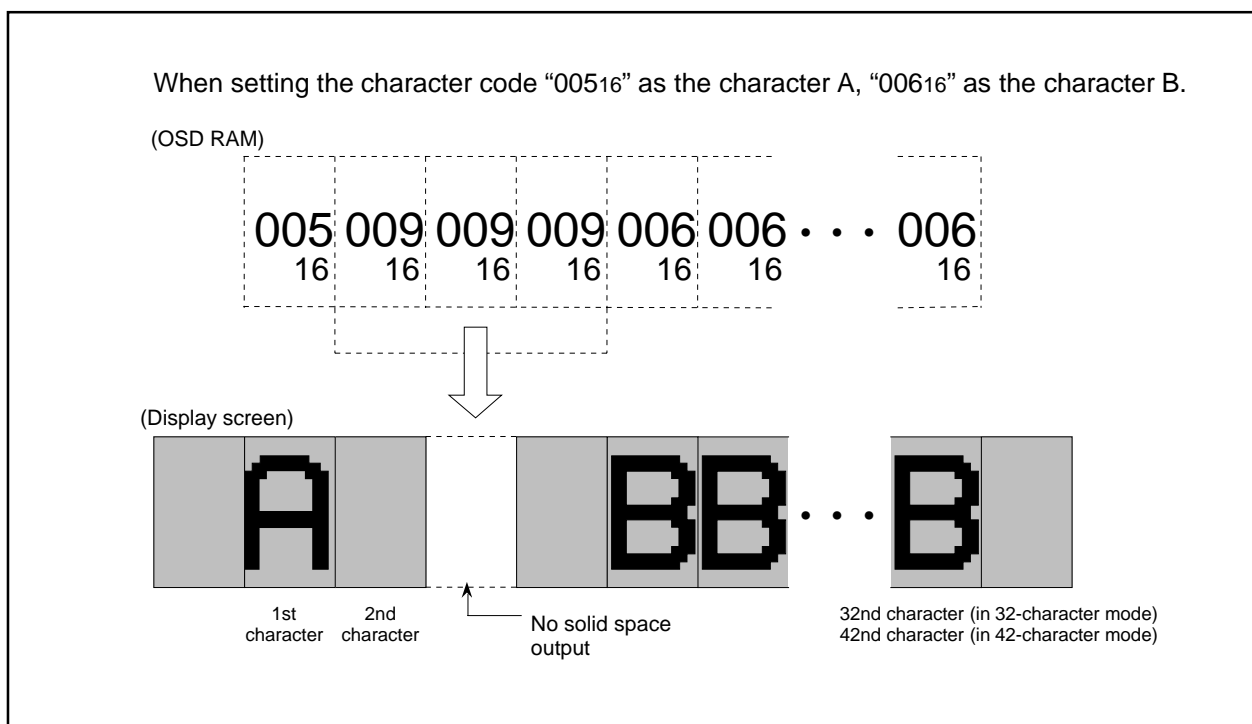 When setting the character code “00516” as the character A, “00616” as the character B.
(OSD RAM)
005 009 009 009 006 006 • • • 006
16 16 16 16 16 16 16
(Display screen)
A B B • • • B
1st character
2nd character
No solid space
output
32nd character (in 32-character mode)
42nd character (in 42-character mode)